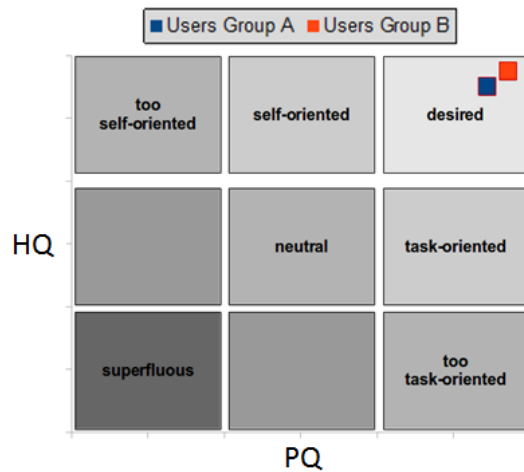 Users Group A Users Group B
too
self-oriented
self-oriented
desired
HQ
neutral
task-oriented
superfluous
too
task-oriented
PQ